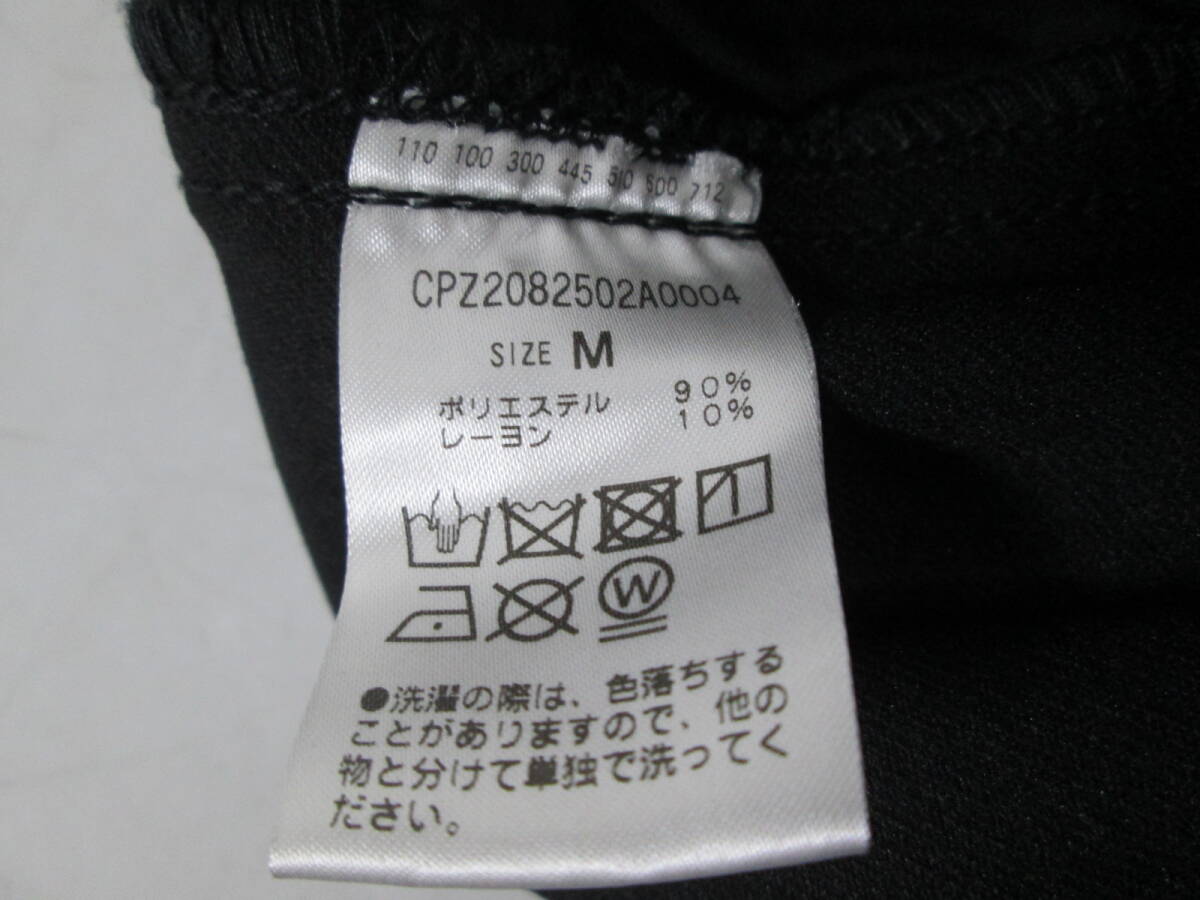 110 100 300 445 510 600 712
CPZ2082502A0004
SIZE M
ポリエステル 90%
レーヨン 10%
W
●洗濯の際は、色落ちする
ことがありますので、他の
物と分けて単独で洗ってく
ださい。